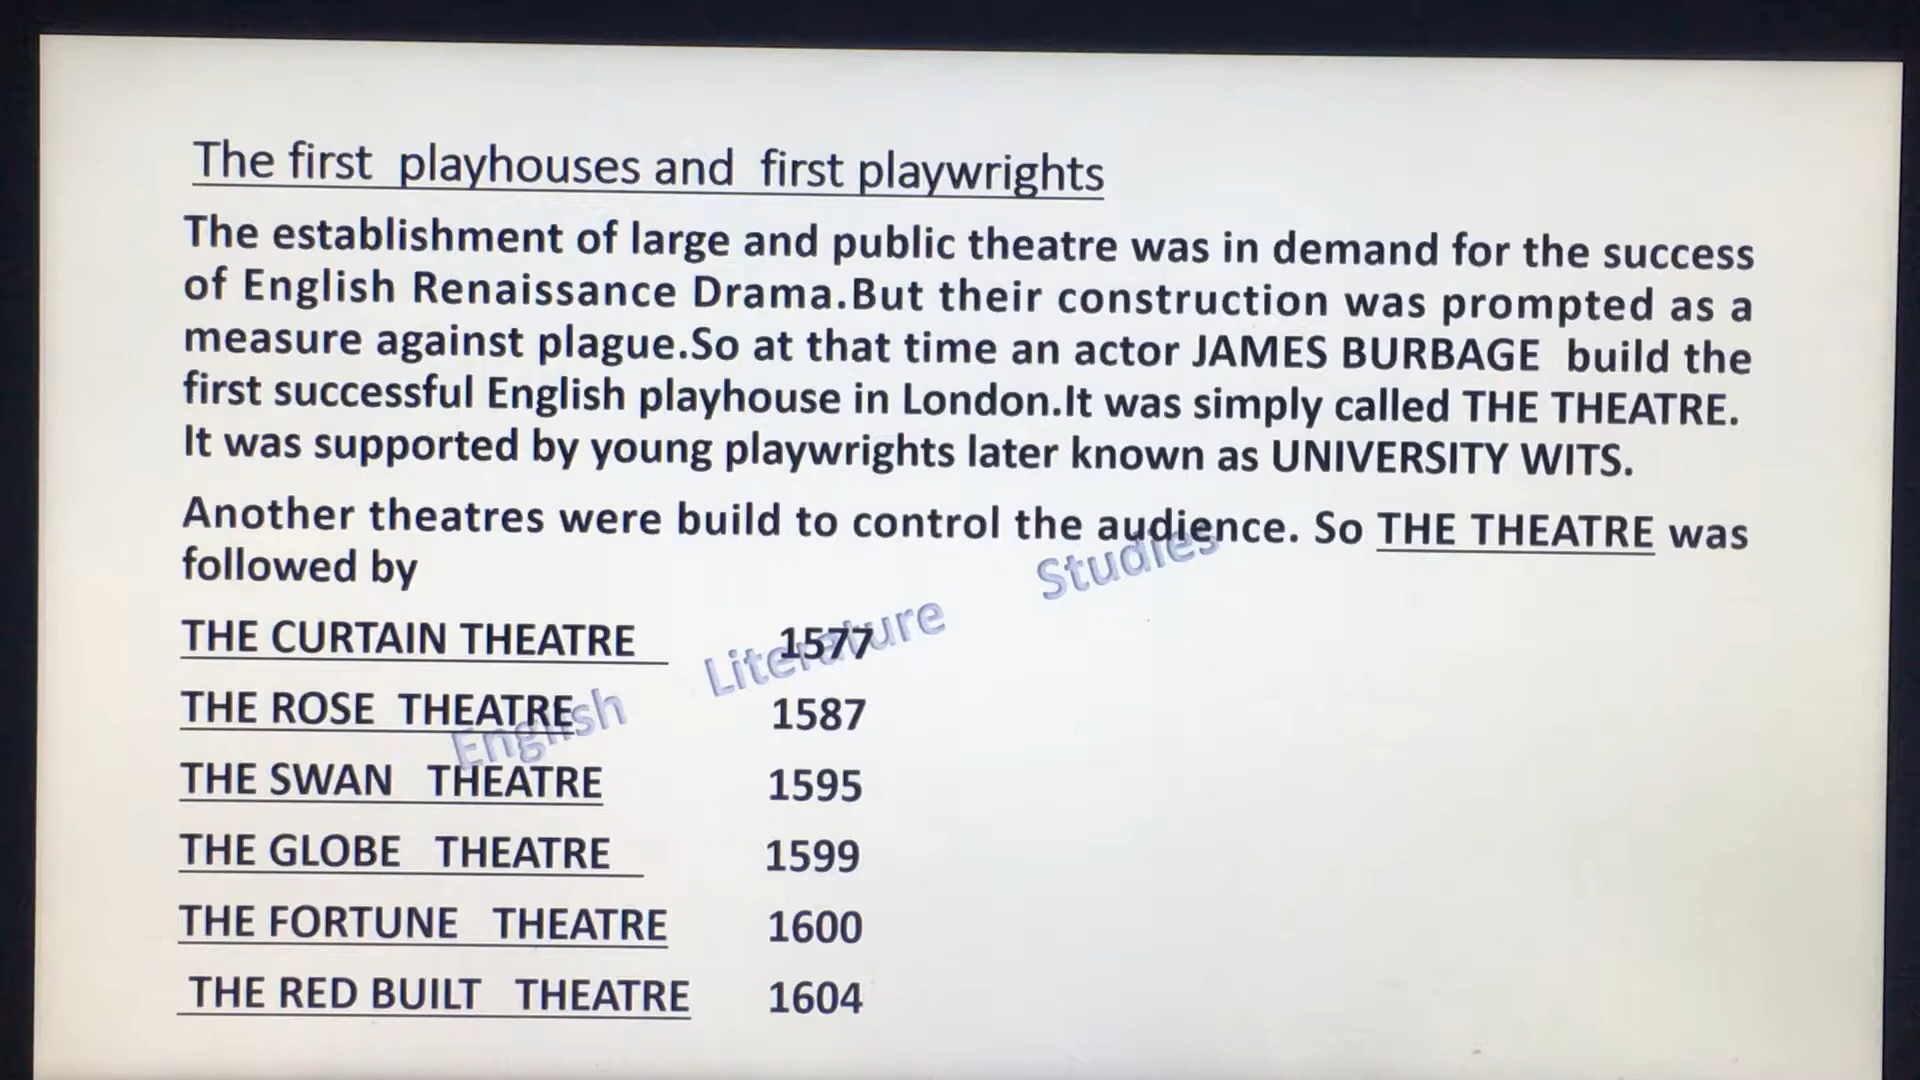 The first playhouses and first playwrights
The establishment of large and public theatre was in demand for the success
of English Renaissance Drama.But their construction was prompted as a
measure against plague.So at that time an actor JAMES BURBAGE build the
first successful English playhouse in London.It was simply called THE THEATRE.
It was supported by young playwrights later known as UNIVERSITY WITS.
Another theatres were build to control the audience. So THE THEATRE was
followed by
THE CURTAIN THEATRE 1577
THE ROSE THEATRE 1587
THE SWAN THEATRE 1595
THE GLOBE THEATRE 1599
THE FORTUNE THEATRE 1600
THE RED BUILT THEATRE 1604
English Literature Studies